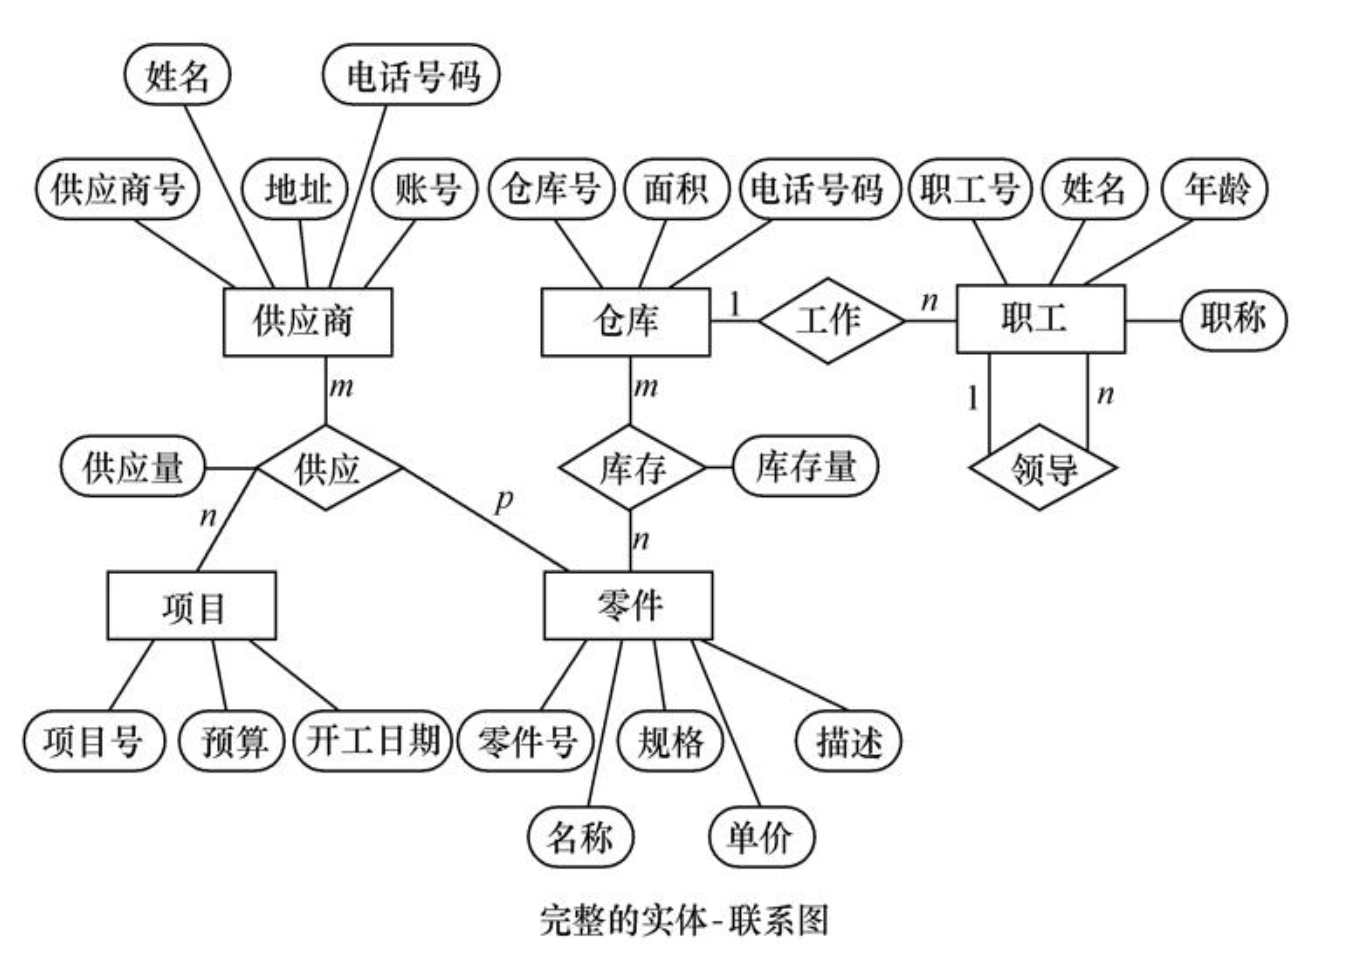 姓名
电话号码
供应商号
地址
账号
仓库号
面积
电话号码
职工号
姓名
年龄
供应商
仓库
1
工作
n
职工
职称
m
m
1
n
供应量
供应
库存
库存量
领导
n
p
n
项目
零件
项目号
预算
开工日期
零件号
规格
描述
名称
单价
完整的实体-联系图